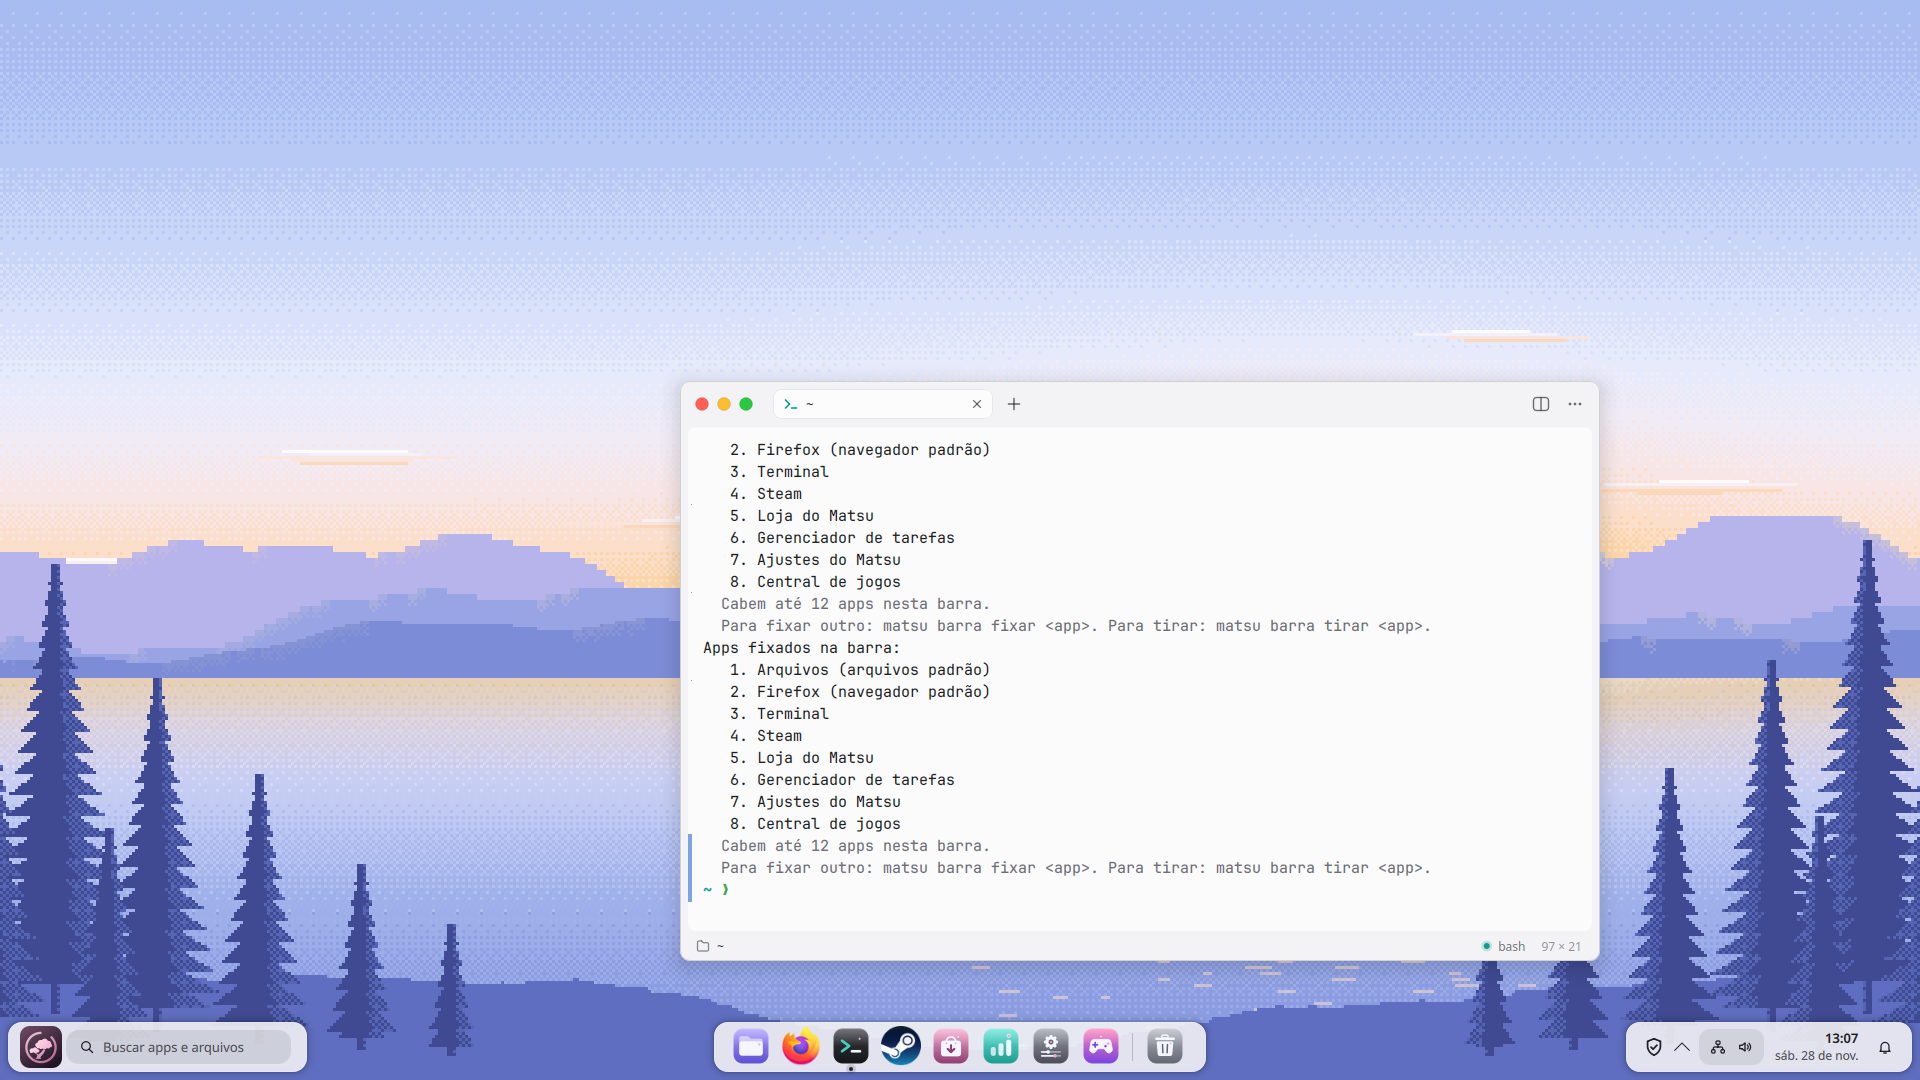 ~
2. Firefox (navegador padrão)
3. Terminal
4. Steam
5. Loja do Matsu
6. Gerenciador de tarefas
7. Ajustes do Matsu
8. Central de jogos
Cabem até 12 apps nesta barra.
Para fixar outro: matsu barra fixar <app>. Para tirar: matsu barra tirar <app>.
Apps fixados na barra:
1. Arquivos (arquivos padrão)
2. Firefox (navegador padrão)
3. Terminal
4. Steam
5. Loja do Matsu
6. Gerenciador de tarefas
7. Ajustes do Matsu
8. Central de jogos
Cabem até 12 apps nesta barra.
Para fixar outro: matsu barra fixar <app>. Para tirar: matsu barra tirar <app>.
~ ❯
~ bash 97 × 21
Buscar apps e arquivos
13:07
sáb. 28 de nov.